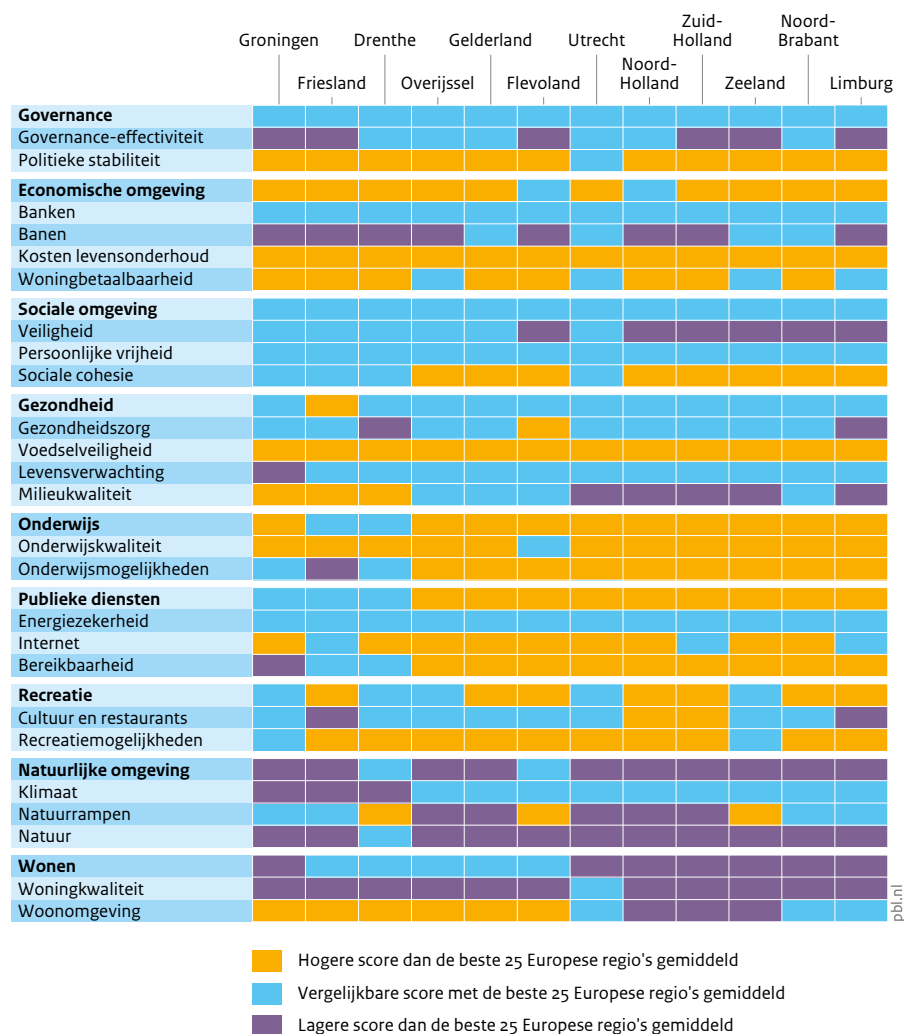 Groningen
Drenthe
Gelderland
Utrecht
Zuid-
Holland
Noord-
Brabant
Friesland
Overijssel
Flevoland
Noord-
Holland
Zeeland
Limburg
Governance
Governance-effectiviteit
Politieke stabiliteit
Economische omgeving
Banken
Banen
Kosten levensonderhoud
Woningbetaalbaarheid
Sociale omgeving
Veiligheid
Persoonlijke vrijheid
Sociale cohesie
Gezondheid
Gezondheidszorg
Voedselveiligheid
Levensverwachting
Milieukwaliteit
Onderwijs
Onderwijskwaliteit
Onderwijsmogelijkheden
Publieke diensten
Energiezekerheid
Internet
Bereikbaarheid
Recreatie
Cultuur en restaurants
Recreatiemogelijkheden
Natuurlijke omgeving
Klimaat
Natuurrampen
Natuur
Wonen
Woningkwaliteit
Woonomgeving
pbl.nl
Hogere score dan de beste 25 Europese regio's gemiddeld
Vergelijkbare score met de beste 25 Europese regio's gemiddeld
Lagere score dan de beste 25 Europese regio's gemiddeld